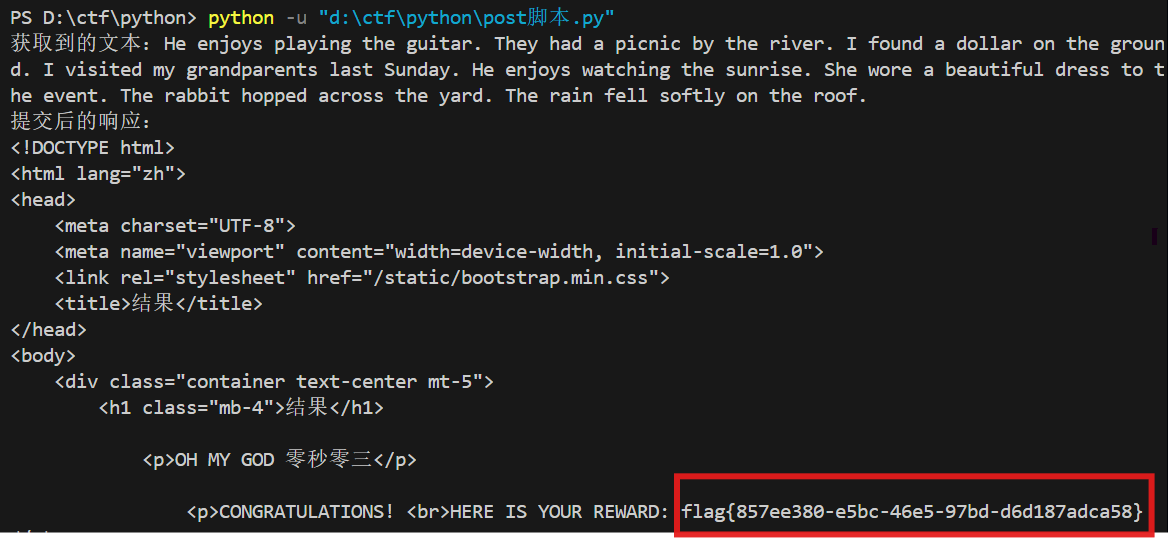 PS D:\ctf\python> python -u "d:\ctf\python\post脚本.py"
获取到的文本：He enjoys playing the guitar. They had a picnic by the river. I found a dollar on the groun
d. I visited my grandparents last Sunday. He enjoys watching the sunrise. She wore a beautiful dress to t
he event. The rabbit hopped across the yard. The rain fell softly on the roof.
提交后的响应：
<!DOCTYPE html>
<html lang="zh">
<head>
    <meta charset="UTF-8">
    <meta name="viewport" content="width=device-width, initial-scale=1.0">
    <link rel="stylesheet" href="/static/bootstrap.min.css">
    <title>结果</title>
</head>
<body>
    <div class="container text-center mt-5">
        <h1 class="mb-4">结果</h1>
            <p>OH MY GOD 零秒零三</p>
                <p>CONGRATULATIONS! <br>HERE IS YOUR REWARD: flag{857ee380-e5bc-46e5-97bd-d6d187adca58}